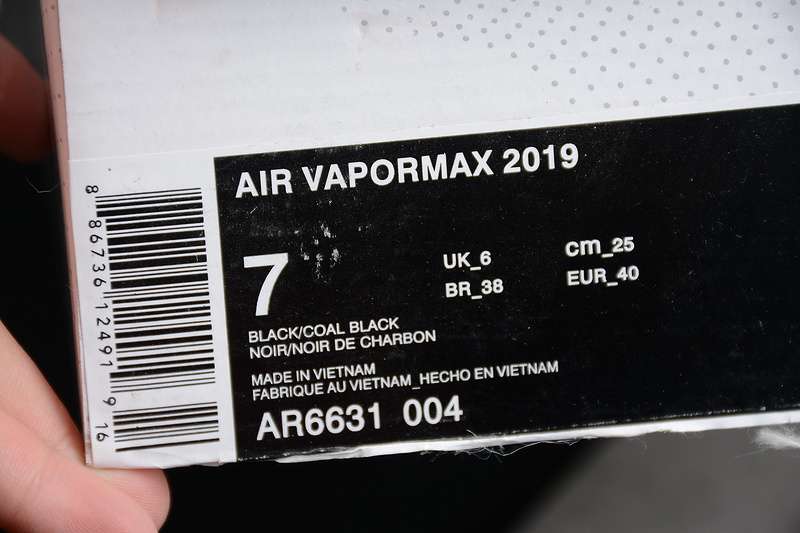 AIR VAPORMAX 2019
7
UK_6
cm_25
BR_38
EUR_40
BLACK/COAL BLACK
NOIR/NOIR DE CHARBON
MADE IN VIETNAM
FABRIQUE AU VIETNAM_HECHO EN VIETNAM
AR6631 004
8 86736 12491 9 16